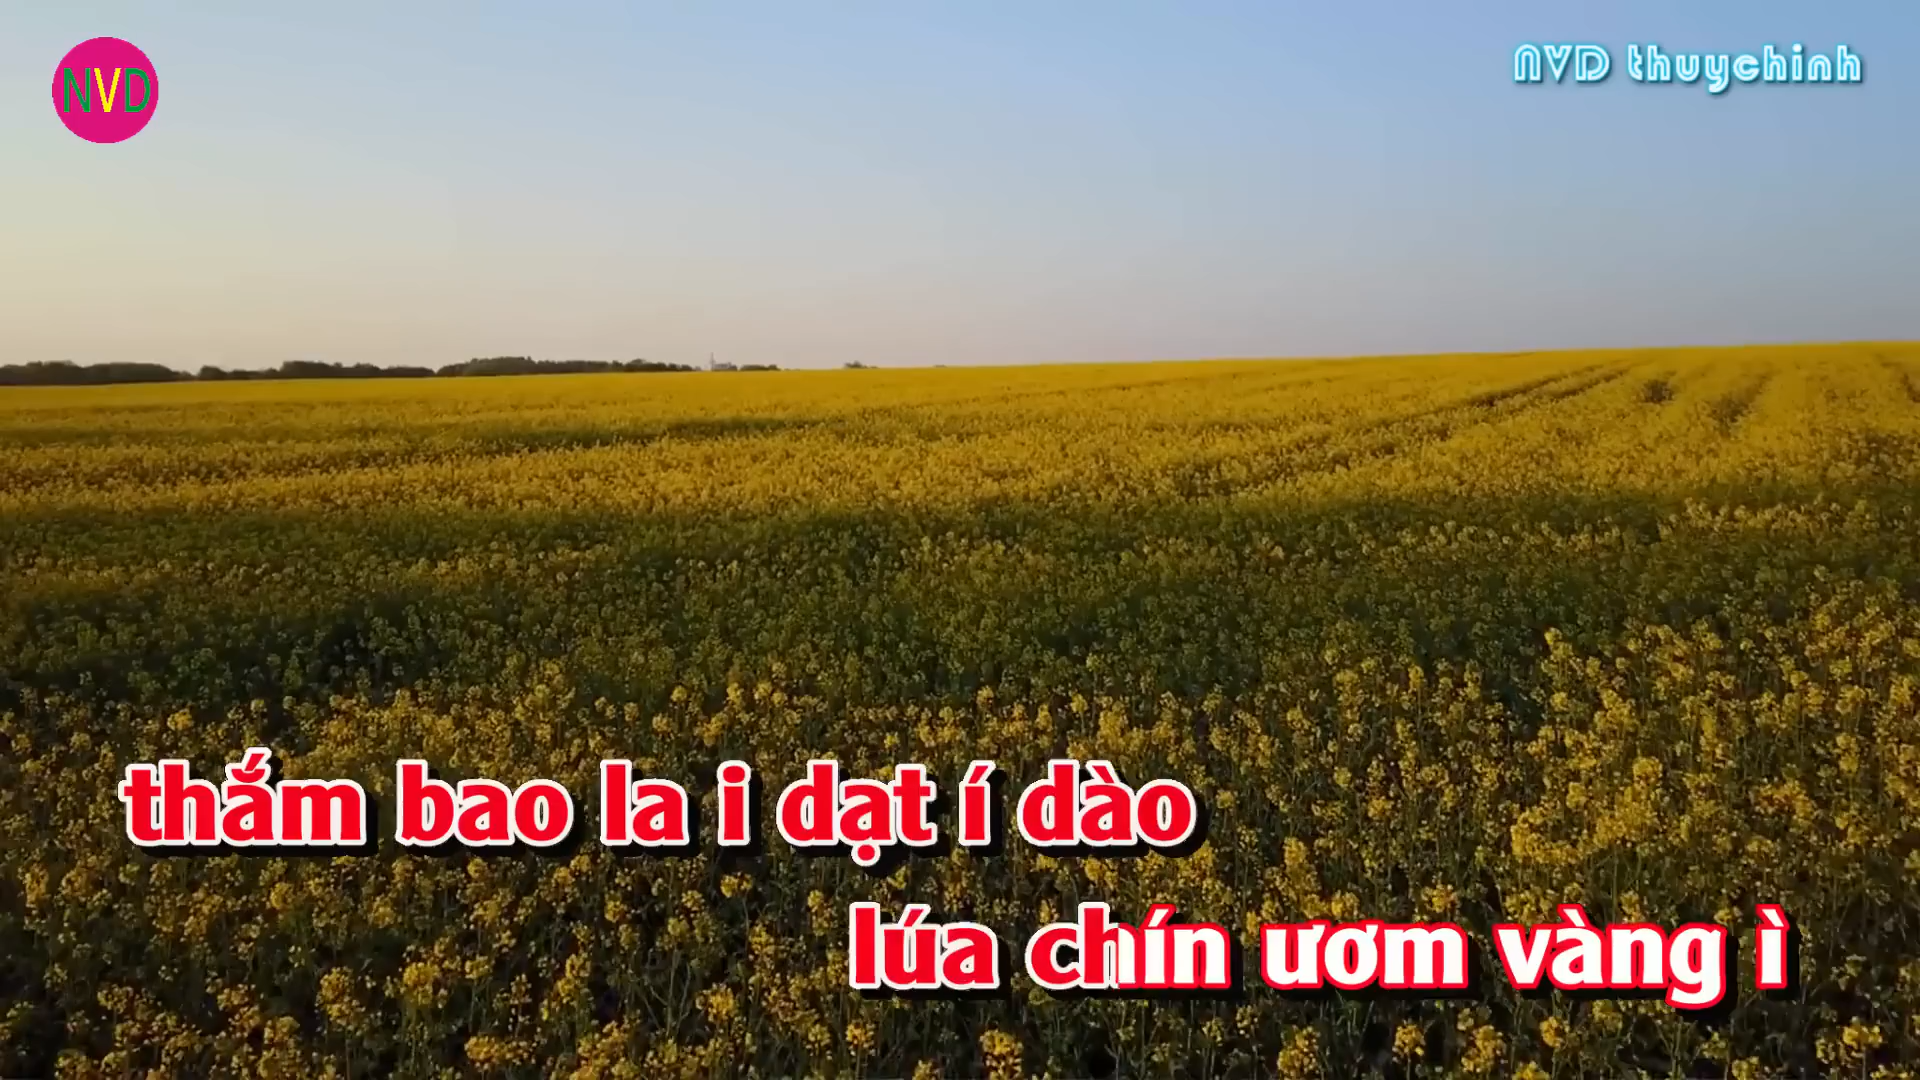 NVD
NVD thuychinh
thắm bao la i dạt í dào
lúa chín ươm vàng ì